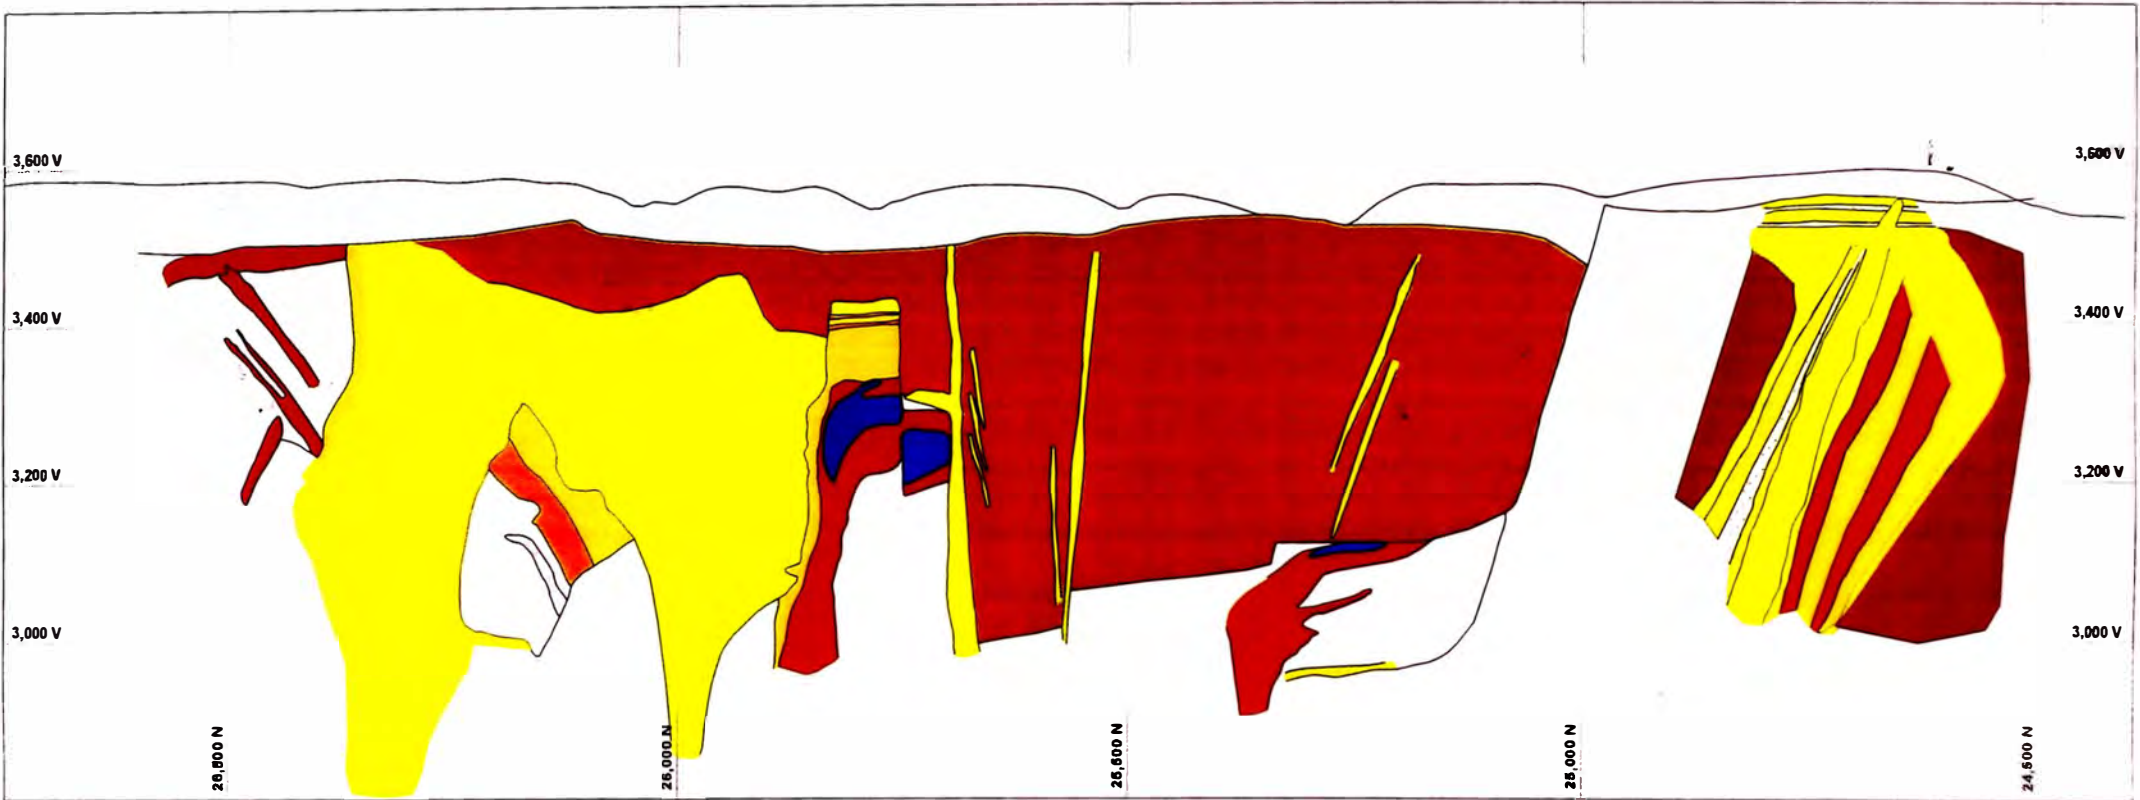 3,600 V
3,600 V
3,400 V
3,400 V
3,200 V
3,200 V
3,000 V
3,000 V
26,500 N
26,000 N
25,500 N
25,000 N
24,500 N